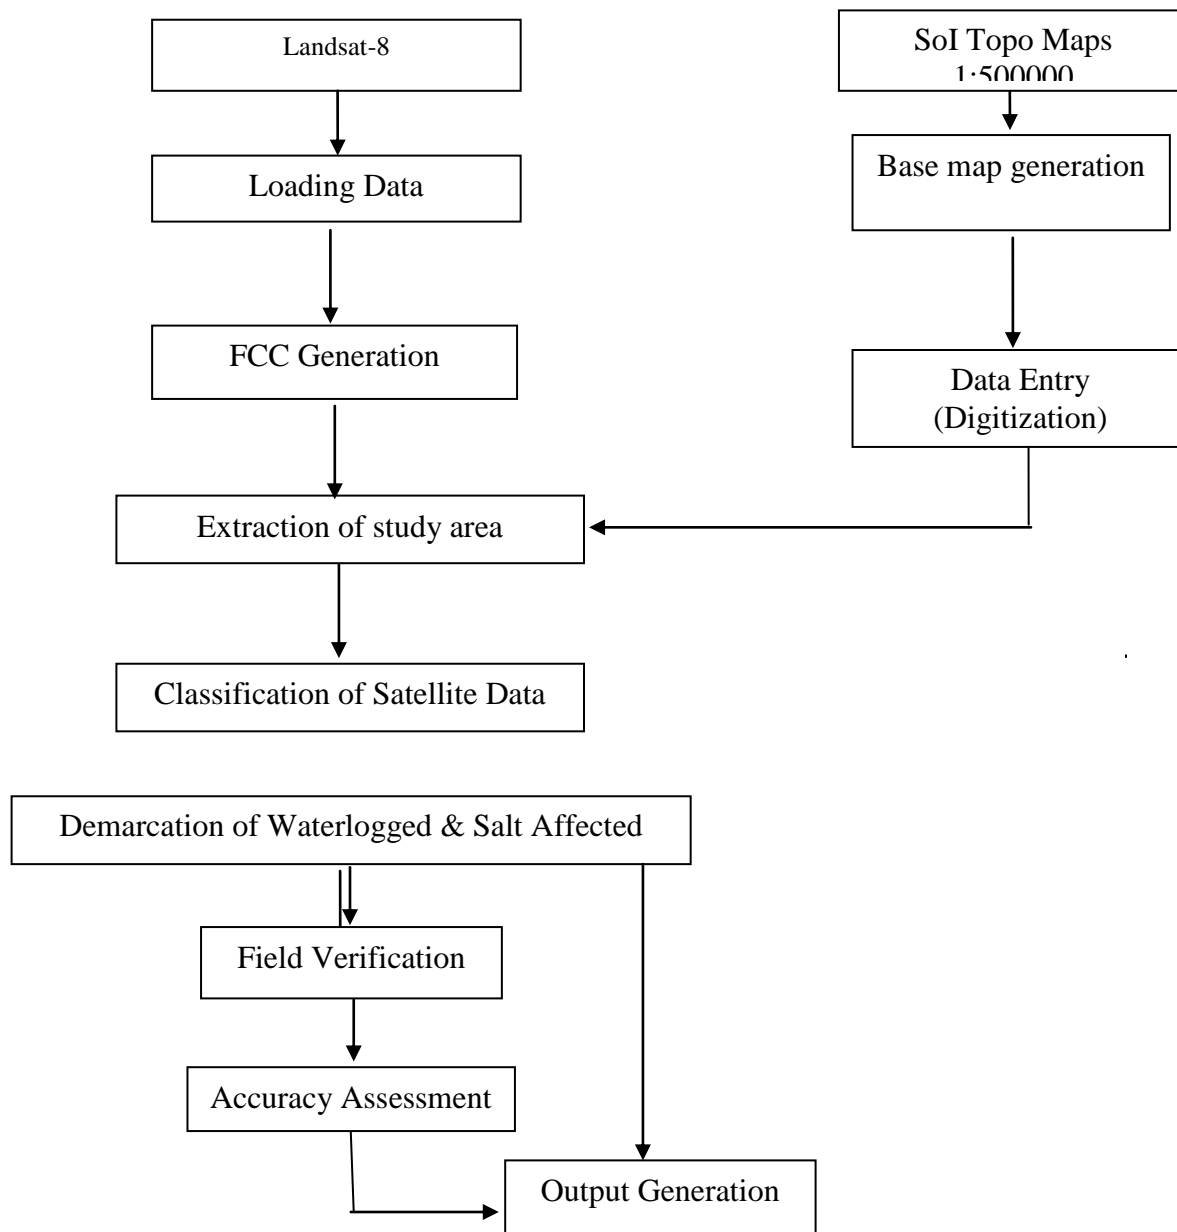 Landsat-8
SoI Topo Maps
1:500000
Loading Data
Base map generation
FCC Generation
Data Entry
(Digitization)
Extraction of study area
Classification of Satellite Data
Demarcation of Waterlogged & Salt Affected
Field Verification
Accuracy Assessment
Output Generation